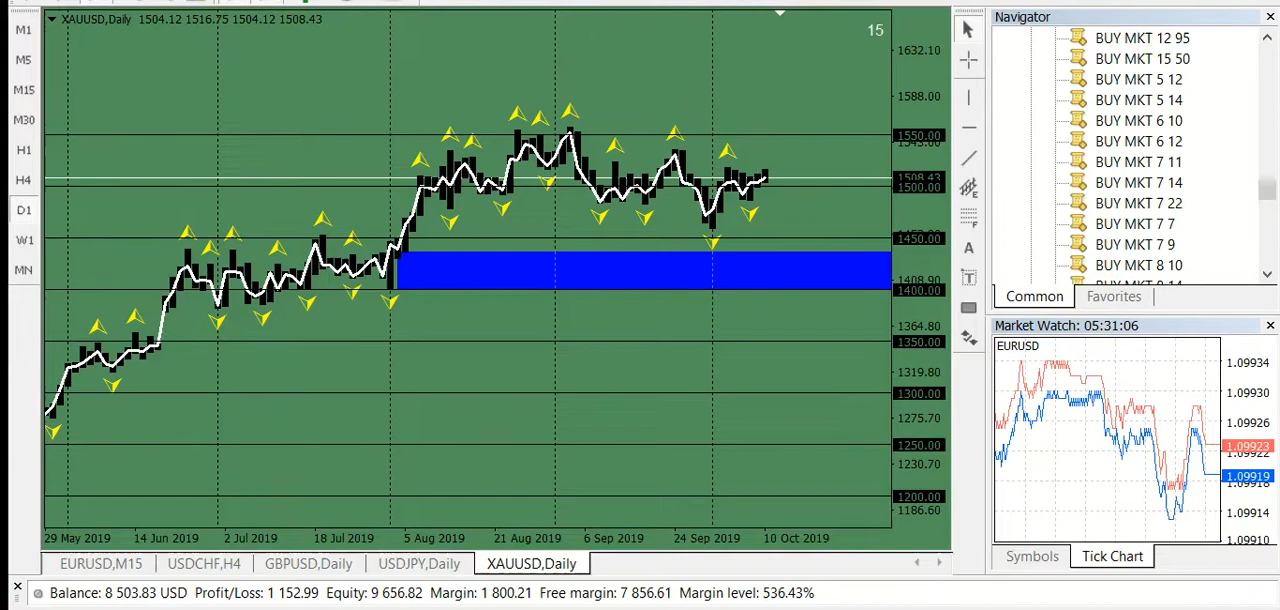 XAUUSD,Daily 1504.12 1516.75 1504.12 1508.43
15
M1
M5
M15
M30
H1
H4
D1
W1
MN
1632.10
1588.00
1550.00
1508.43
1500.00
1450.00
1408.90
1400.00
1364.80
1350.00
1319.80
1300.00
1275.70
1250.00
1230.70
1200.00
1186.60
29 May 2019
14 Jun 2019
2 Jul 2019
18 Jul 2019
5 Aug 2019
21 Aug 2019
6 Sep 2019
24 Sep 2019
10 Oct 2019
EURUSD,M15
USDCHF,H4
GBPUSD,Daily
USDJPY,Daily
XAUUSD,Daily
E
F
A
T
Navigator
BUY MKT 12 95
BUY MKT 15 50
BUY MKT 5 12
BUY MKT 5 14
BUY MKT 6 10
BUY MKT 6 12
BUY MKT 7 11
BUY MKT 7 14
BUY MKT 7 22
BUY MKT 7 7
BUY MKT 7 9
BUY MKT 8 10
Common
Favorites
Market Watch: 05:31:06
EURUSD
1.09934
1.09930
1.09926
1.09923
1.09922
1.09919
1.09918
1.09914
1.09910
Symbols
Tick Chart
Balance: 8 503.83 USD Profit/Loss: 1 152.99 Equity: 9 656.82 Margin: 1 800.21 Free margin: 7 856.61 Margin level: 536.43%